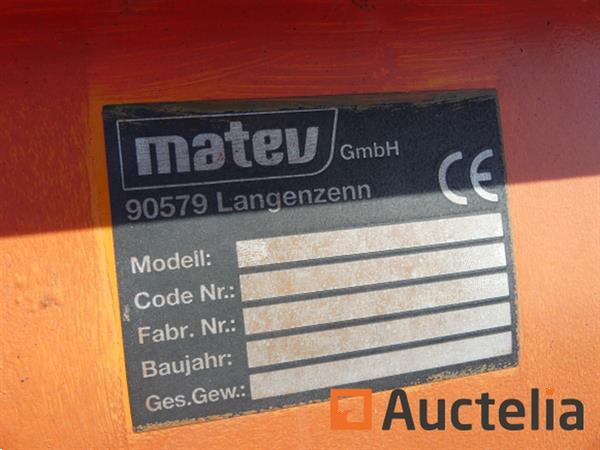 matev GmbH CE
90579 Langenzenn
Modell:
Code Nr.:
Fabr. Nr.:
Baujahr:
Ges.Gew.:
Auctelia